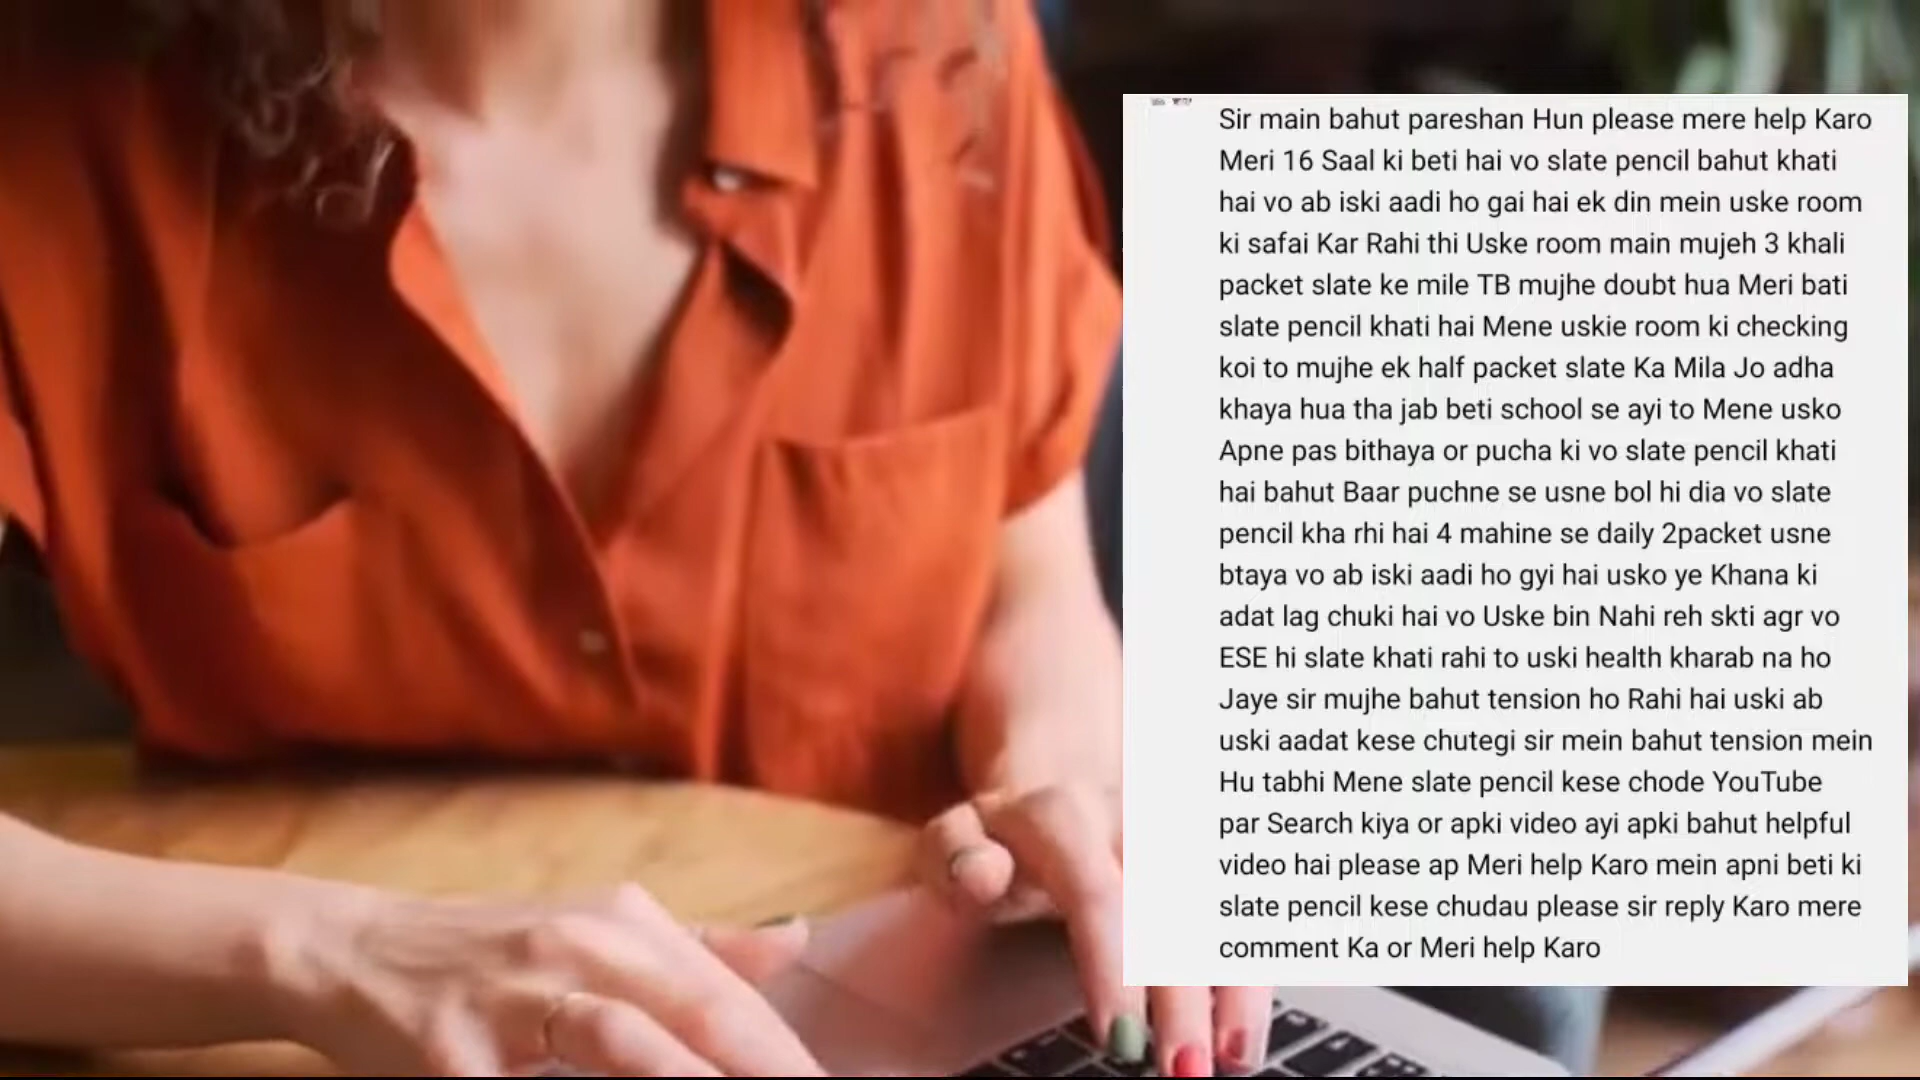 Sir main bahut pareshan Hun please mere help Karo
Meri 16 Saal ki beti hai vo slate pencil bahut khati
hai vo ab iski aadi ho gai hai ek din mein uske room
ki safai Kar Rahi thi Uske room main mujeh 3 khali
packet slate ke mile TB mujhe doubt hua Meri bati
slate pencil khati hai Mene uskie room ki checking
koi to mujhe ek half packet slate Ka Mila Jo adha
khaya hua tha jab beti school se ayi to Mene usko
Apne pas bithaya or pucha ki vo slate pencil khati
hai bahut Baar puchne se usne bol hi dia vo slate
pencil kha rhi hai 4 mahine se daily 2packet usne
btaya vo ab iski aadi ho gyi hai usko ye Khana ki
adat lag chuki hai vo Uske bin Nahi reh skti agr vo
ESE hi slate khati rahi to uski health kharab na ho
Jaye sir mujhe bahut tension ho Rahi hai uski ab
uski aadat kese chutegi sir mein bahut tension mein
Hu tabhi Mene slate pencil kese chode YouTube
par Search kiya or apki video ayi apki bahut helpful
video hai please ap Meri help Karo mein apni beti ki
slate pencil kese chudau please sir reply Karo mere
comment Ka or Meri help Karo